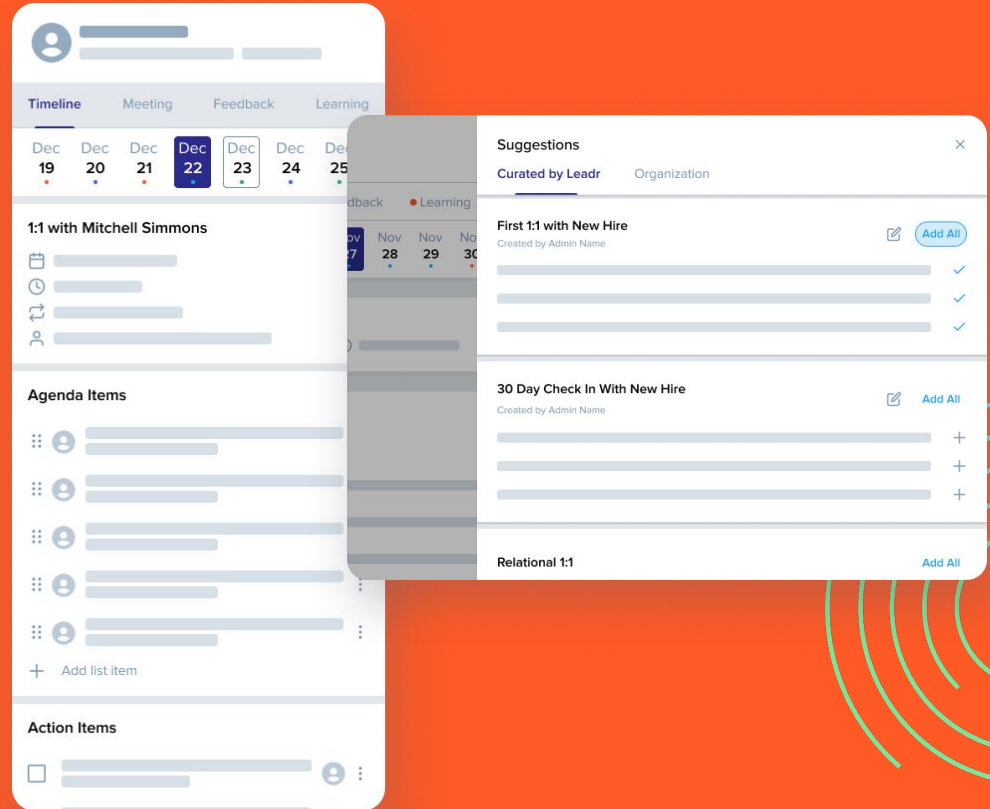 Timeline Meeting Feedback Learning
Dec Dec Dec Dec Dec Dec
19 20 21 22 23 24 25
1:1 with Mitchell Simmons
Agenda Items
Add list item
Action Items
Learning
Nov Nov
28 29
Suggestions
Curated by Leadr Organization
First 1:1 with New Hire
Created by Admin Name
Add All
30 Day Check In With New Hire
Created by Admin Name
Add All
Relational 1:1
Add All